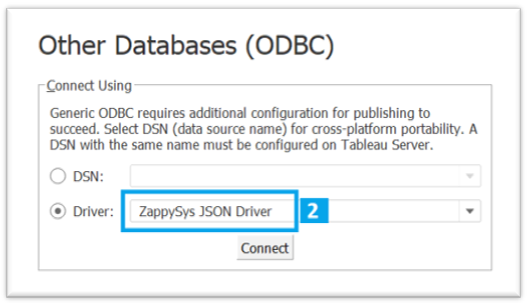 Other Databases (ODBC)
Connect Using
Generic ODBC requires additional configuration for publishing to
succeed. Select DSN (data source name) for cross-platform portability. A
DSN with the same name must be configured on Tableau Server.
DSN:
Driver: ZappySys JSON Driver 2
Connect